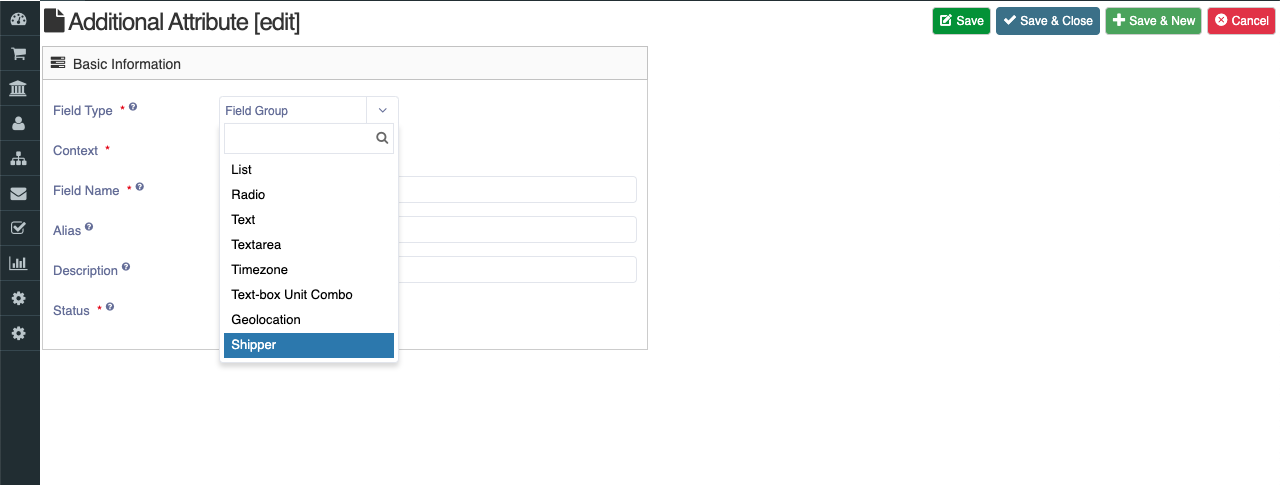 Additional Attribute [edit]
Save
Save & Close
Save & New
Cancel
Basic Information
Field Type *
Field Group
Context *
Field Name *
Alias
Description
Status *
List
Radio
Text
Textarea
Timezone
Text-box Unit Combo
Geolocation
Shipper